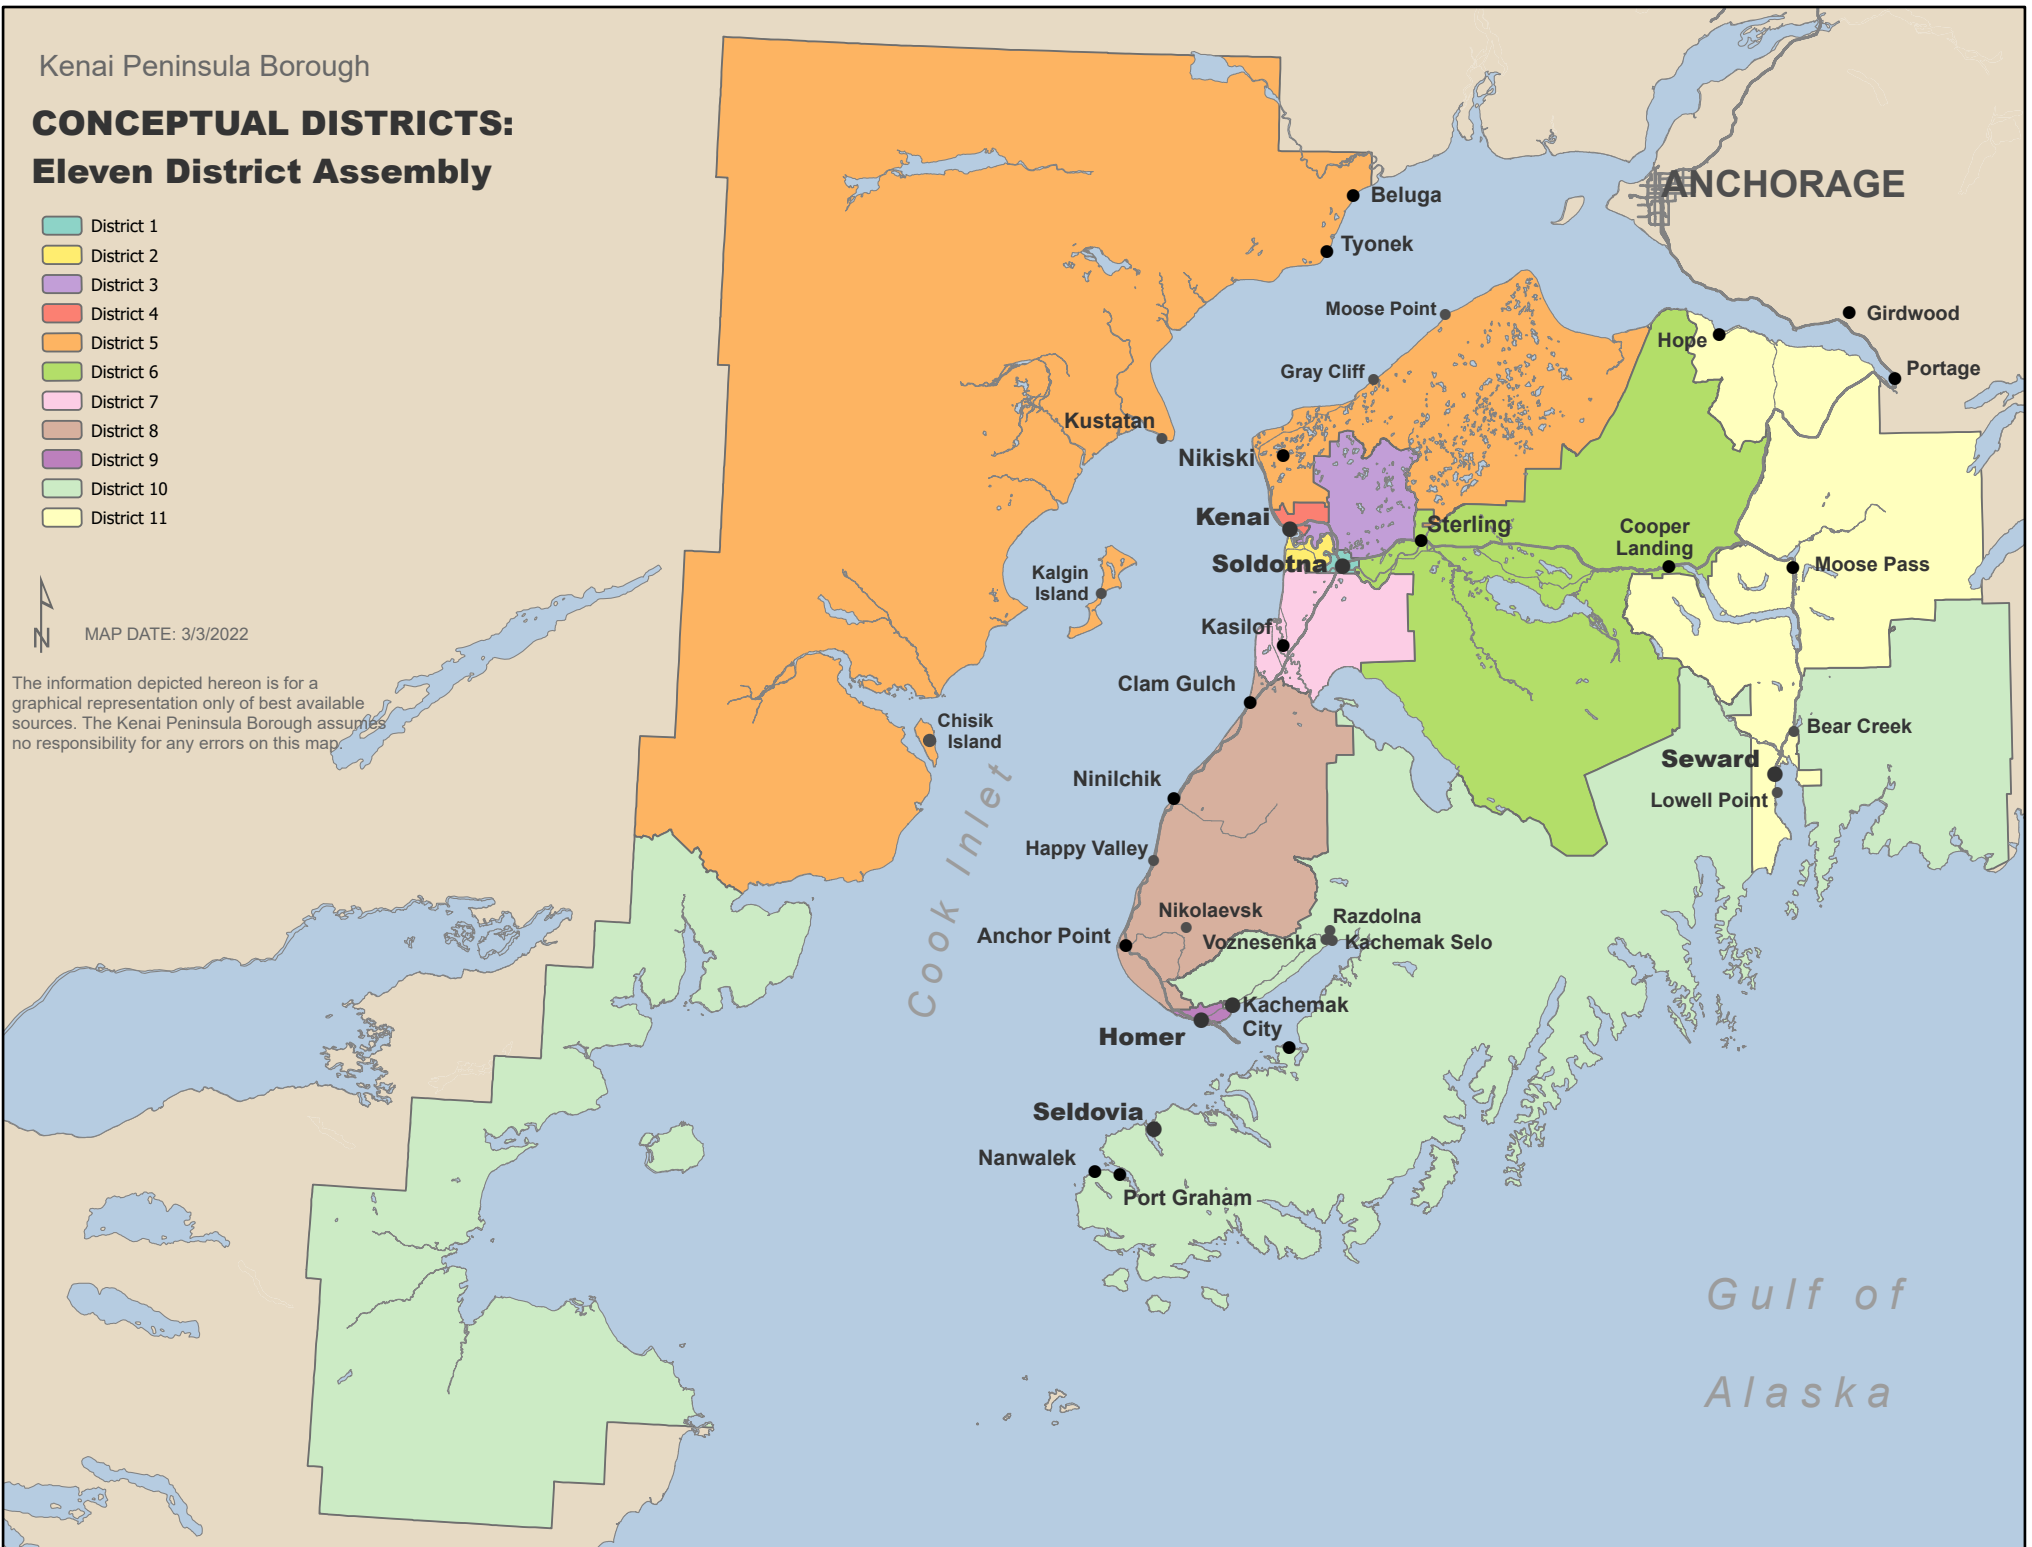 Kenai Peninsula Borough
CONCEPTUAL DISTRICTS:
Eleven District Assembly
District 1
District 2
District 3
District 4
District 5
District 6
District 7
District 8
District 9
District 10
District 11
N
MAP DATE: 3/3/2022
The information depicted hereon is for a
graphical representation only of best available
sources. The Kenai Peninsula Borough assumes
no responsibility for any errors on this map.
ANCHORAGE
Beluga
Tyonek
Moose Point
Girdwood
Hope
Portage
Gray Cliff
Kustatan
Nikiski
Kenai
Sterling
Cooper
Landing
Soldotna
Moose Pass
Kalgin
Island
Kasilof
Clam Gulch
Chisik
Island
Bear Creek
Seward
Lowell Point
Ninilchik
Cook Inlet
Happy Valley
Nikolaevsk
Razdolna
Anchor Point
Voznesenka
Kachemak Selo
Kachemak
City
Homer
Seldovia
Nanwalek
Port Graham
Gulf of
Alaska